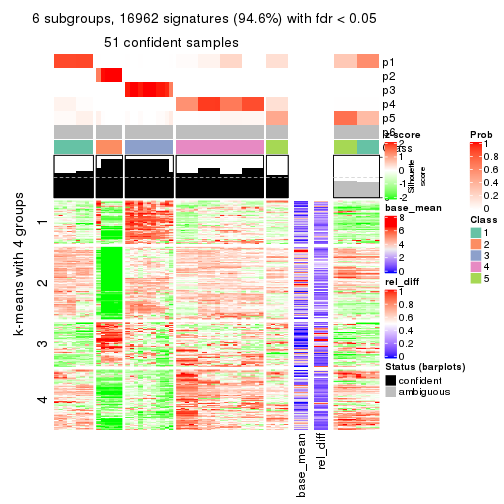 6 subgroups, 16962 signatures (94.6%) with fdr < 0.05
51 confident samples
p1
p2
p3
p4
p5
p6
Class
1
2
3
4
k-means with 4 groups
base_mean
rel_diff
z-score
2
1
0
-1
-2
Silhouette
score
base_mean
8
6
4
2
0
rel_diff
1
0.8
0.6
0.4
0.2
0
Status (barplots)
confident
ambiguous
Prob
1
0.8
0.6
0.4
0.2
0
Class
1
2
3
4
5